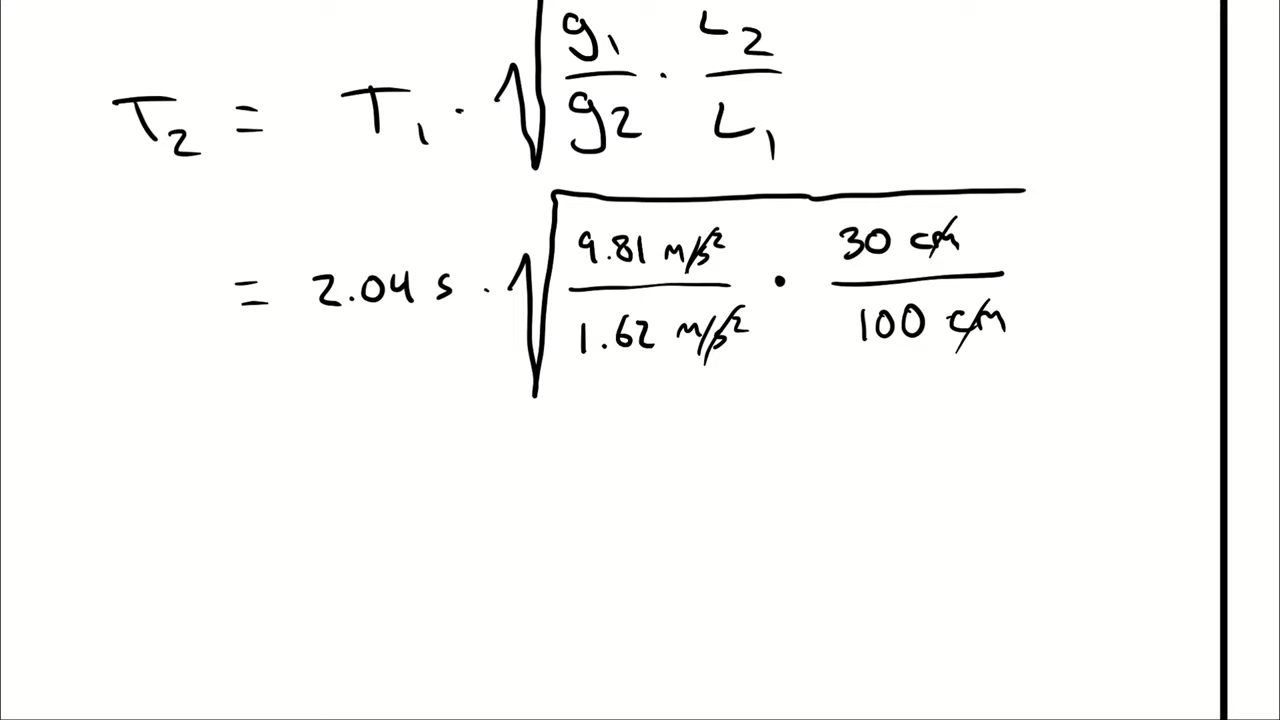 T₂ = T₁ · √(g₁/g₂ · L₂/L₁)
= 2.04 s · √(9.81 m/s²/1.62 m/s² · 30 cm/100 cm)